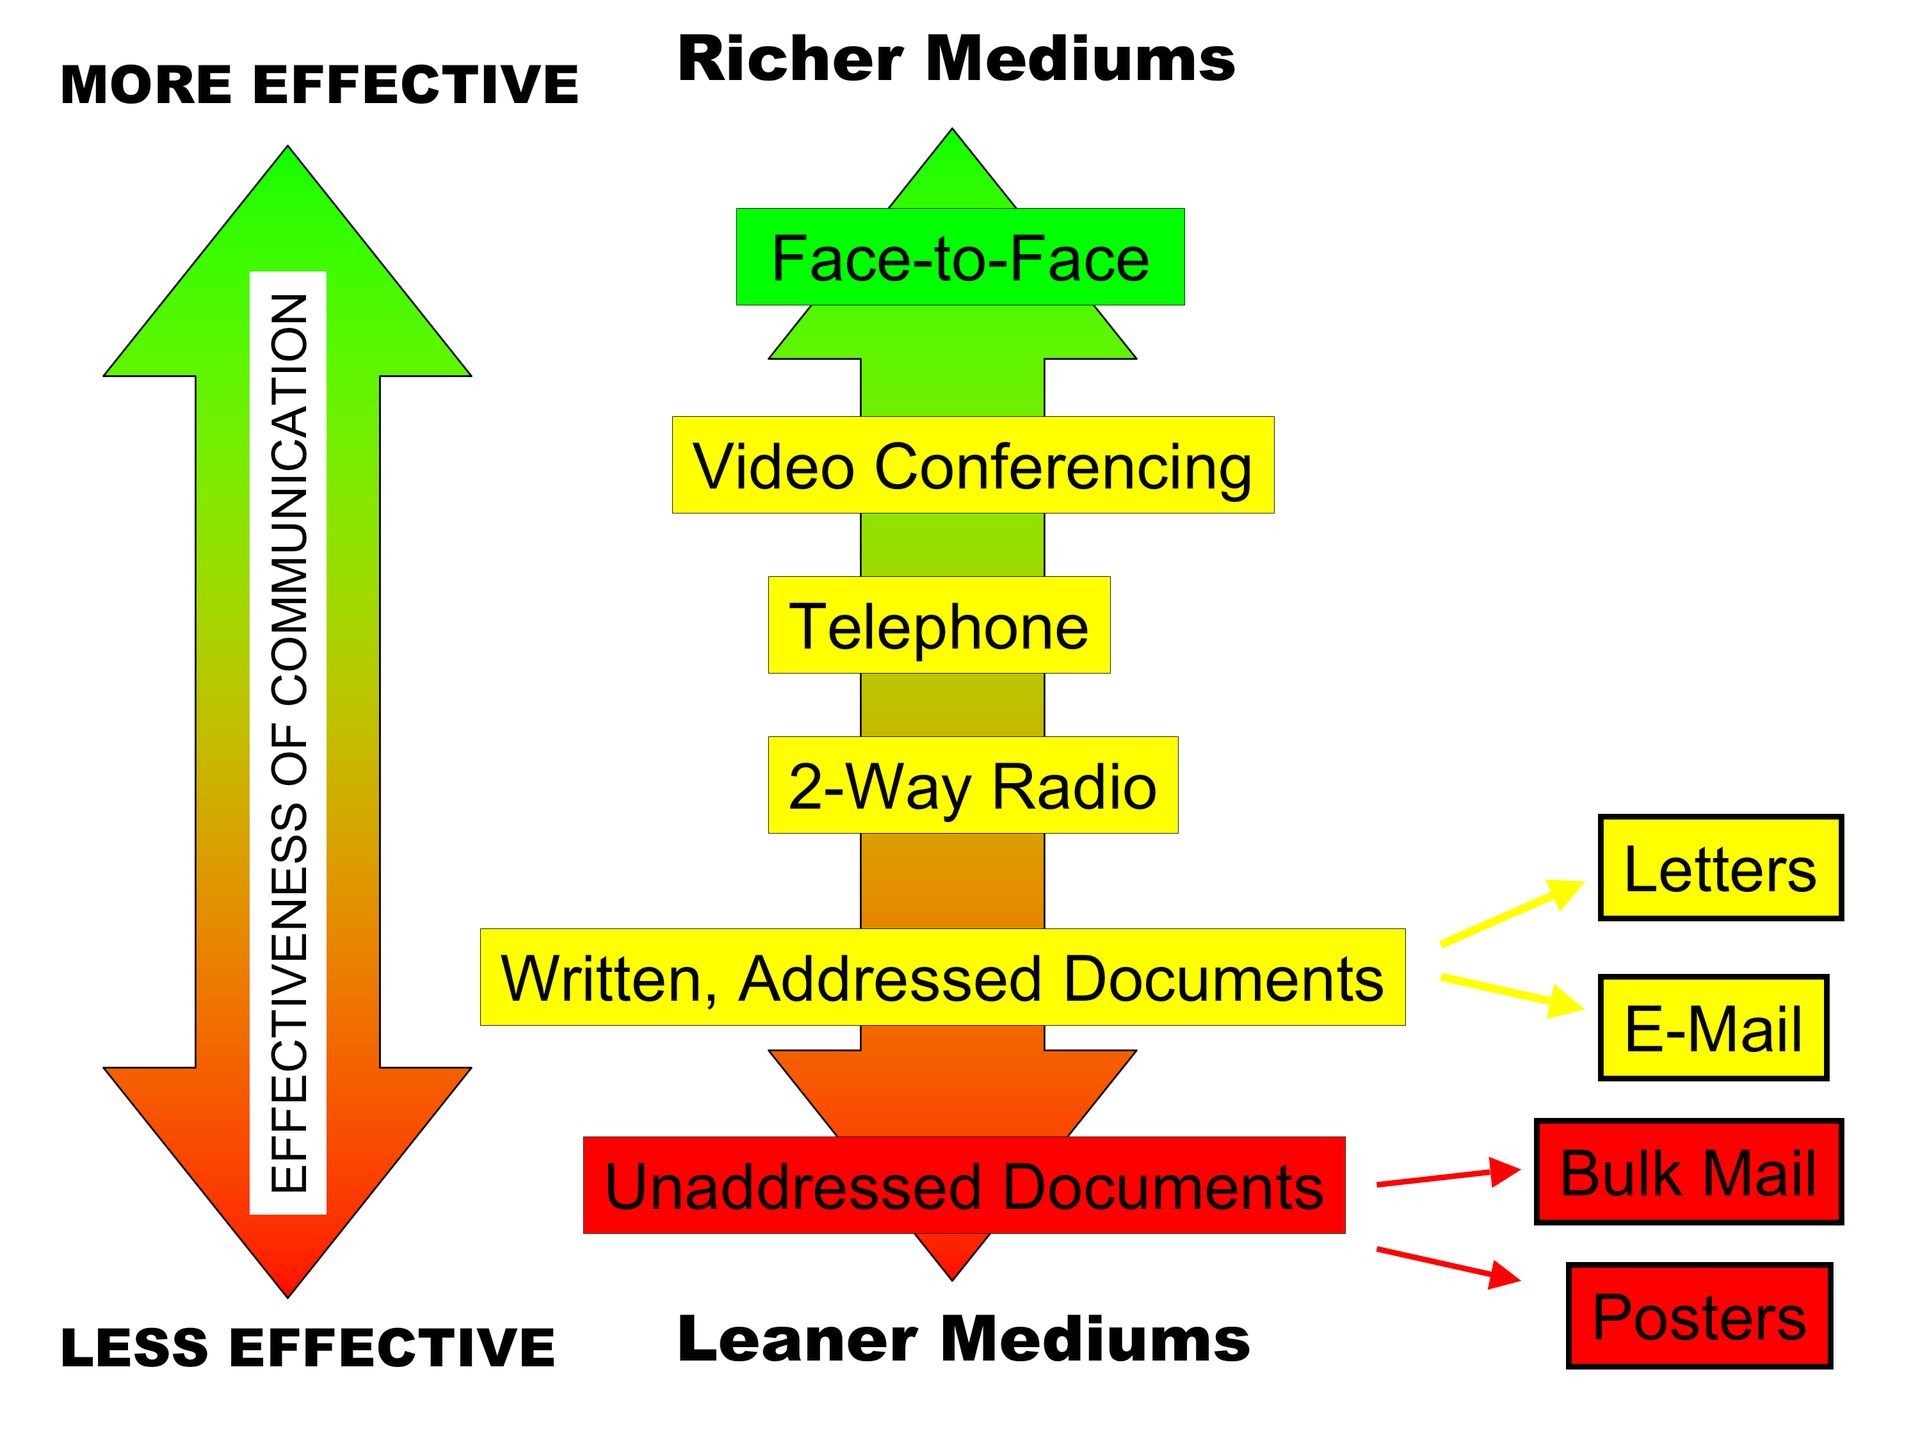 MORE EFFECTIVE
Richer Mediums
EFFECTIVENESS OF COMMUNICATION
Face-to-Face
Video Conferencing
Telephone
2-Way Radio
Written, Addressed Documents
Letters
E-Mail
Unaddressed Documents
Bulk Mail
Posters
LESS EFFECTIVE
Leaner Mediums